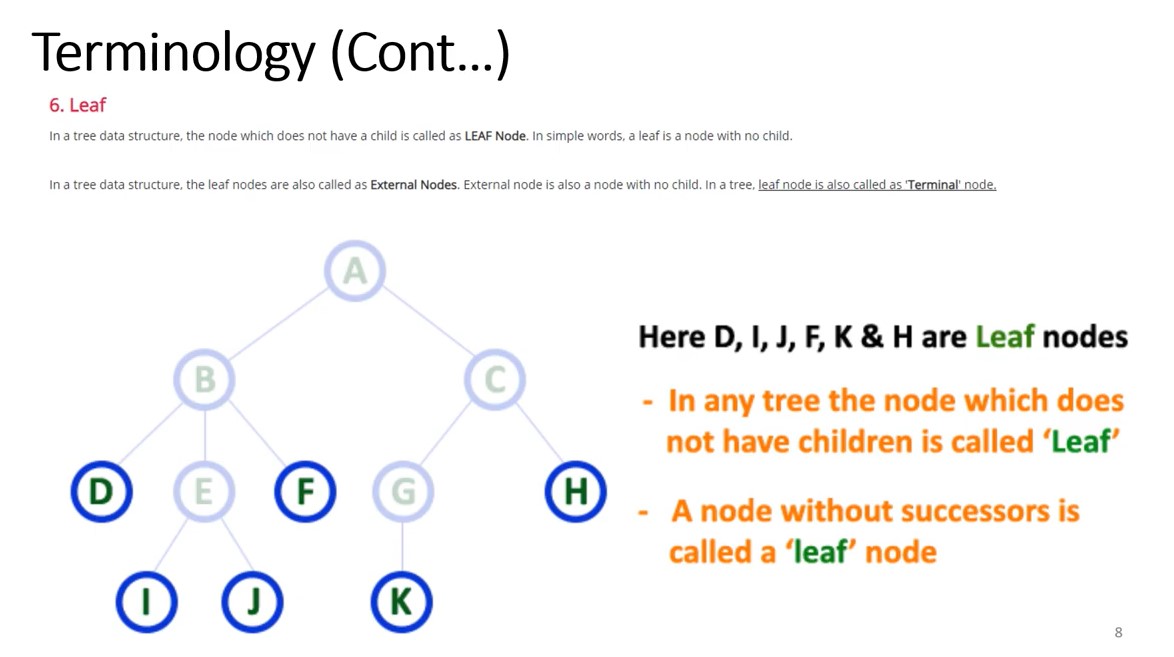 Terminology (Cont…)
6. Leaf
In a tree data structure, the node which does not have a child is called as LEAF Node. In simple words, a leaf is a node with no child.
In a tree data structure, the leaf nodes are also called as External Nodes. External node is also a node with no child. In a tree, leaf node is also called as 'Terminal' node.
A
B
C
D
E
F
G
H
I
J
K
Here D, I, J, F, K & H are Leaf nodes
- In any tree the node which does
not have children is called ‘Leaf’
- A node without successors is
called a ‘leaf’ node
8